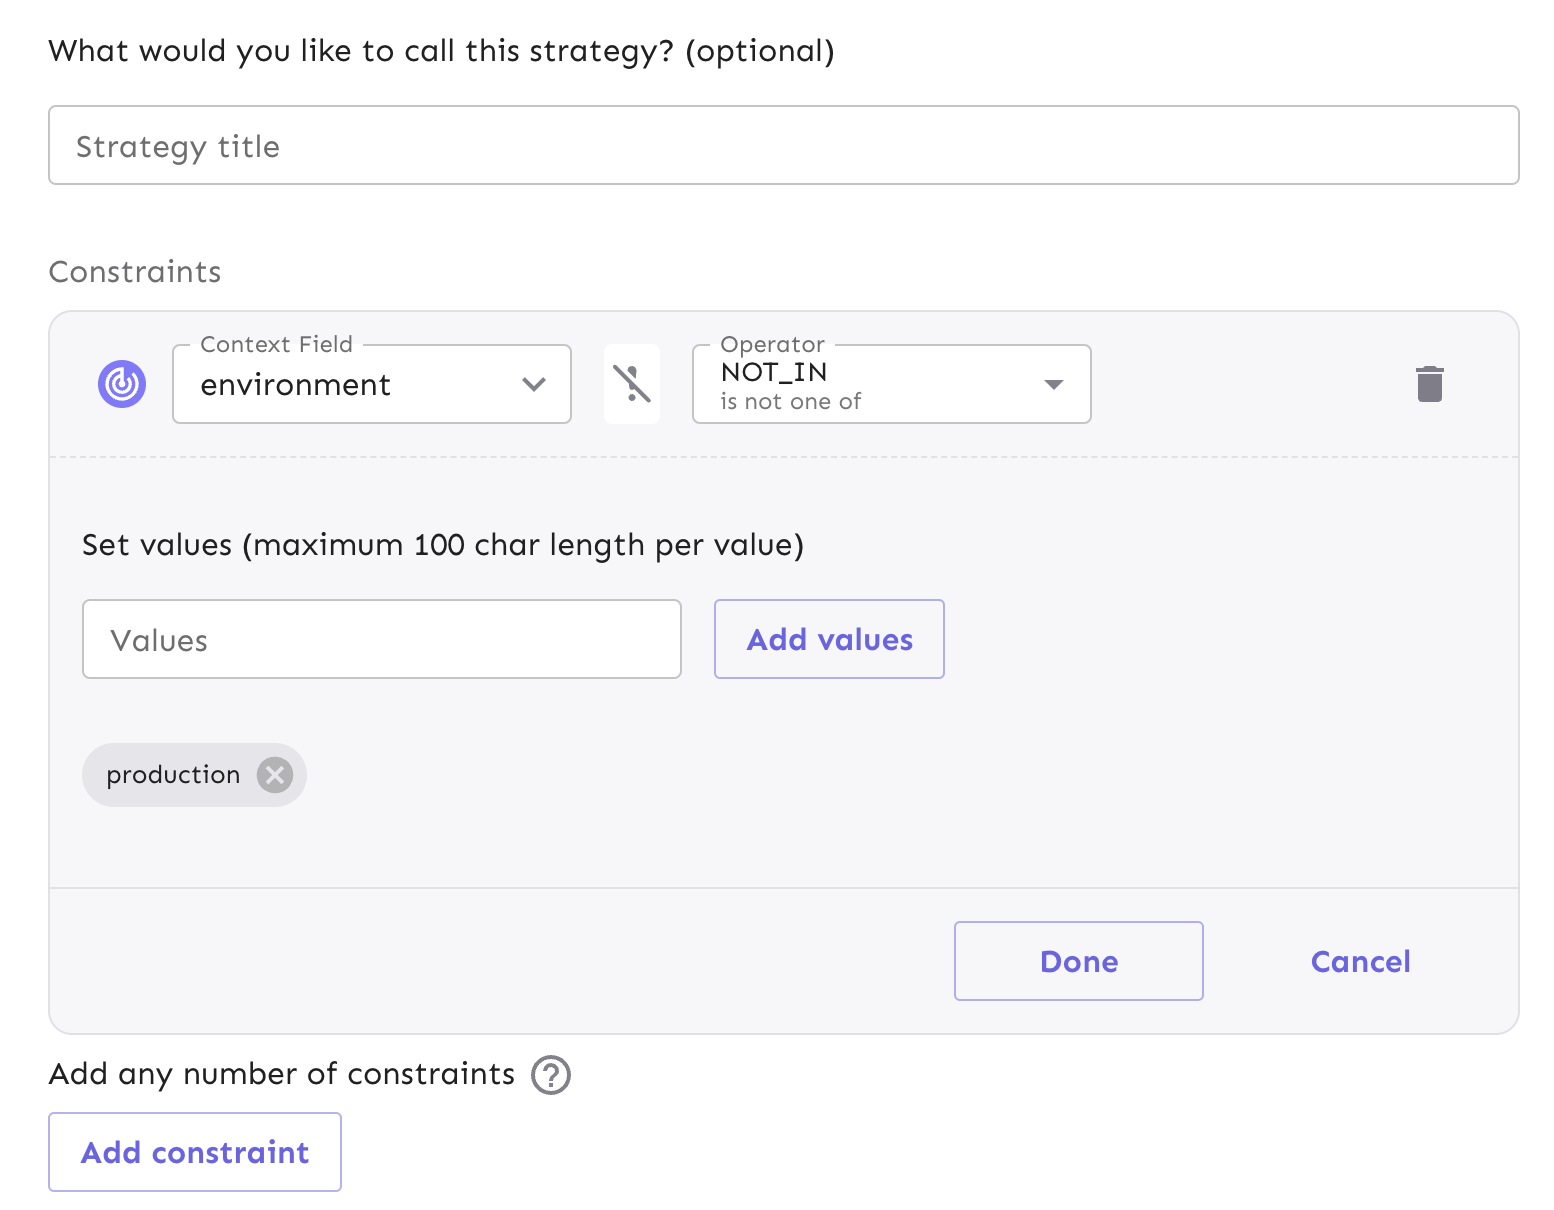 What would you like to call this strategy? (optional)
Strategy title
Constraints
Context Field
environment
Operator
NOT_IN
is not one of
Set values (maximum 100 char length per value)
Values
Add values
production
Done
Cancel
Add any number of constraints
Add constraint